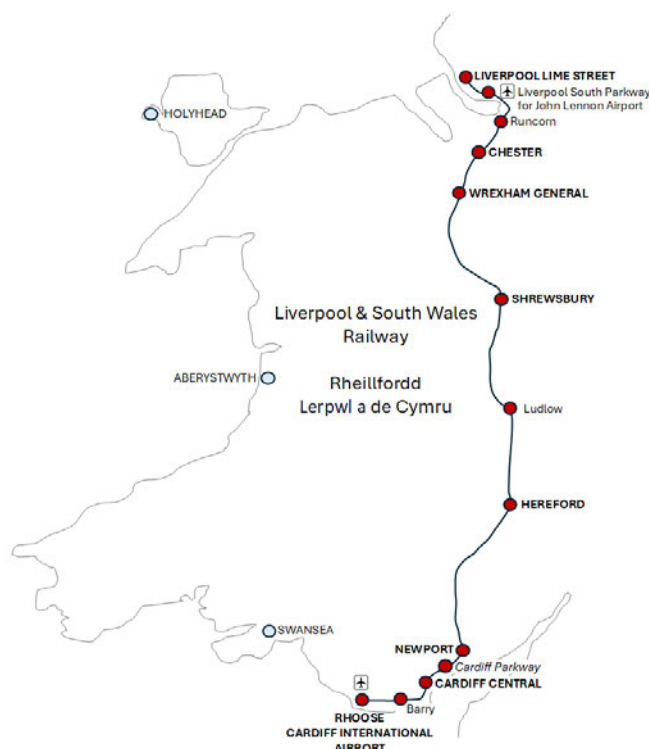 LIVERPOOL LIME STREET
Liverpool South Parkway
for John Lennon Airport
HOLYHEAD
Runcorn
CHESTER
WREXHAM GENERAL
SHREWSBURY
Liverpool & South Wales
Railway
ABERYSTWYTH
Rheillfordd
Lerpwl a de Cymru
Ludlow
HEREFORD
SWANSEA
NEWPORT
Cardiff Parkway
CARDIFF CENTRAL
Barry
RHOOSE
CARDIFF INTERNATIONAL
AIRPORT